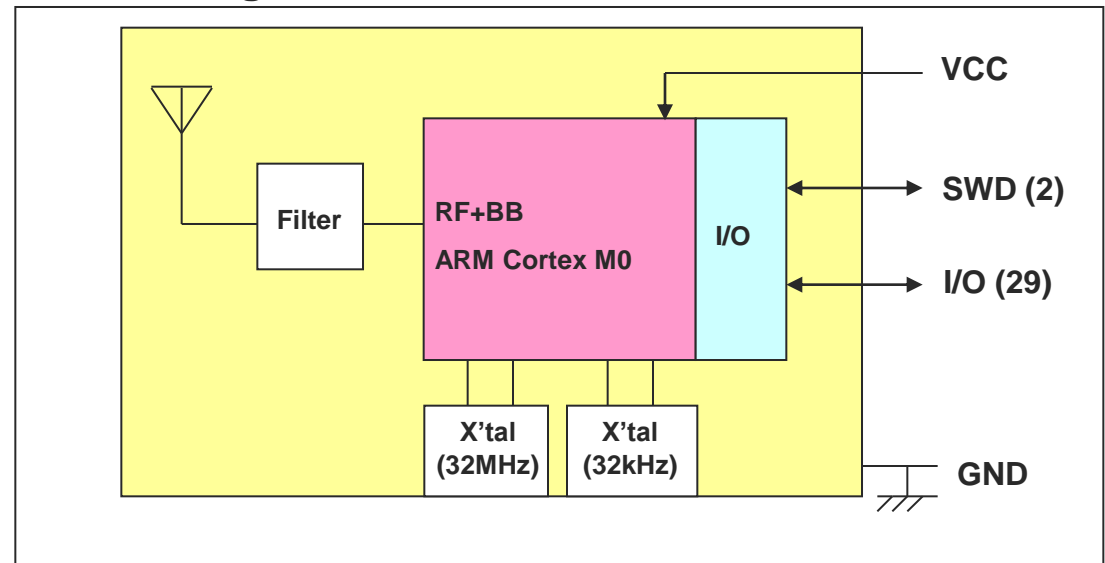 VCC
SWD (2)
Filter
RF+BB
ARM Cortex M0
I/O
I/O (29)
X'tal
(32MHz)
X'tal
(32kHz)
GND